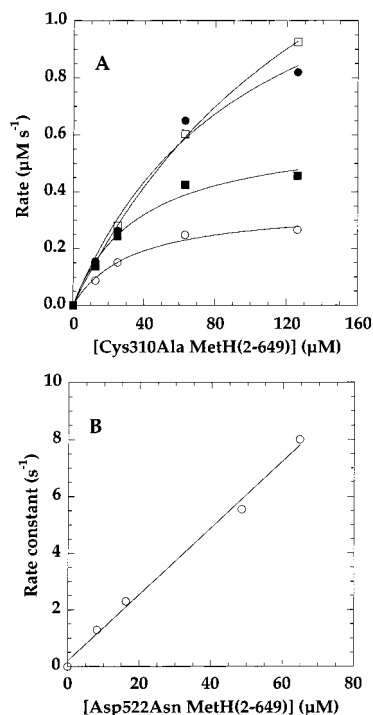 A
1.0
0.8
0.6
0.4
0.2
0.0
Rate (µM s⁻¹)
0 40 80 120 160
[Cys310Ala MetH(2-649)] (µM)
B
10
8
6
4
2
0
Rate constant (s⁻¹)
0 20 40 60 80
[Asp522Asn MetH(2-649)] (µM)